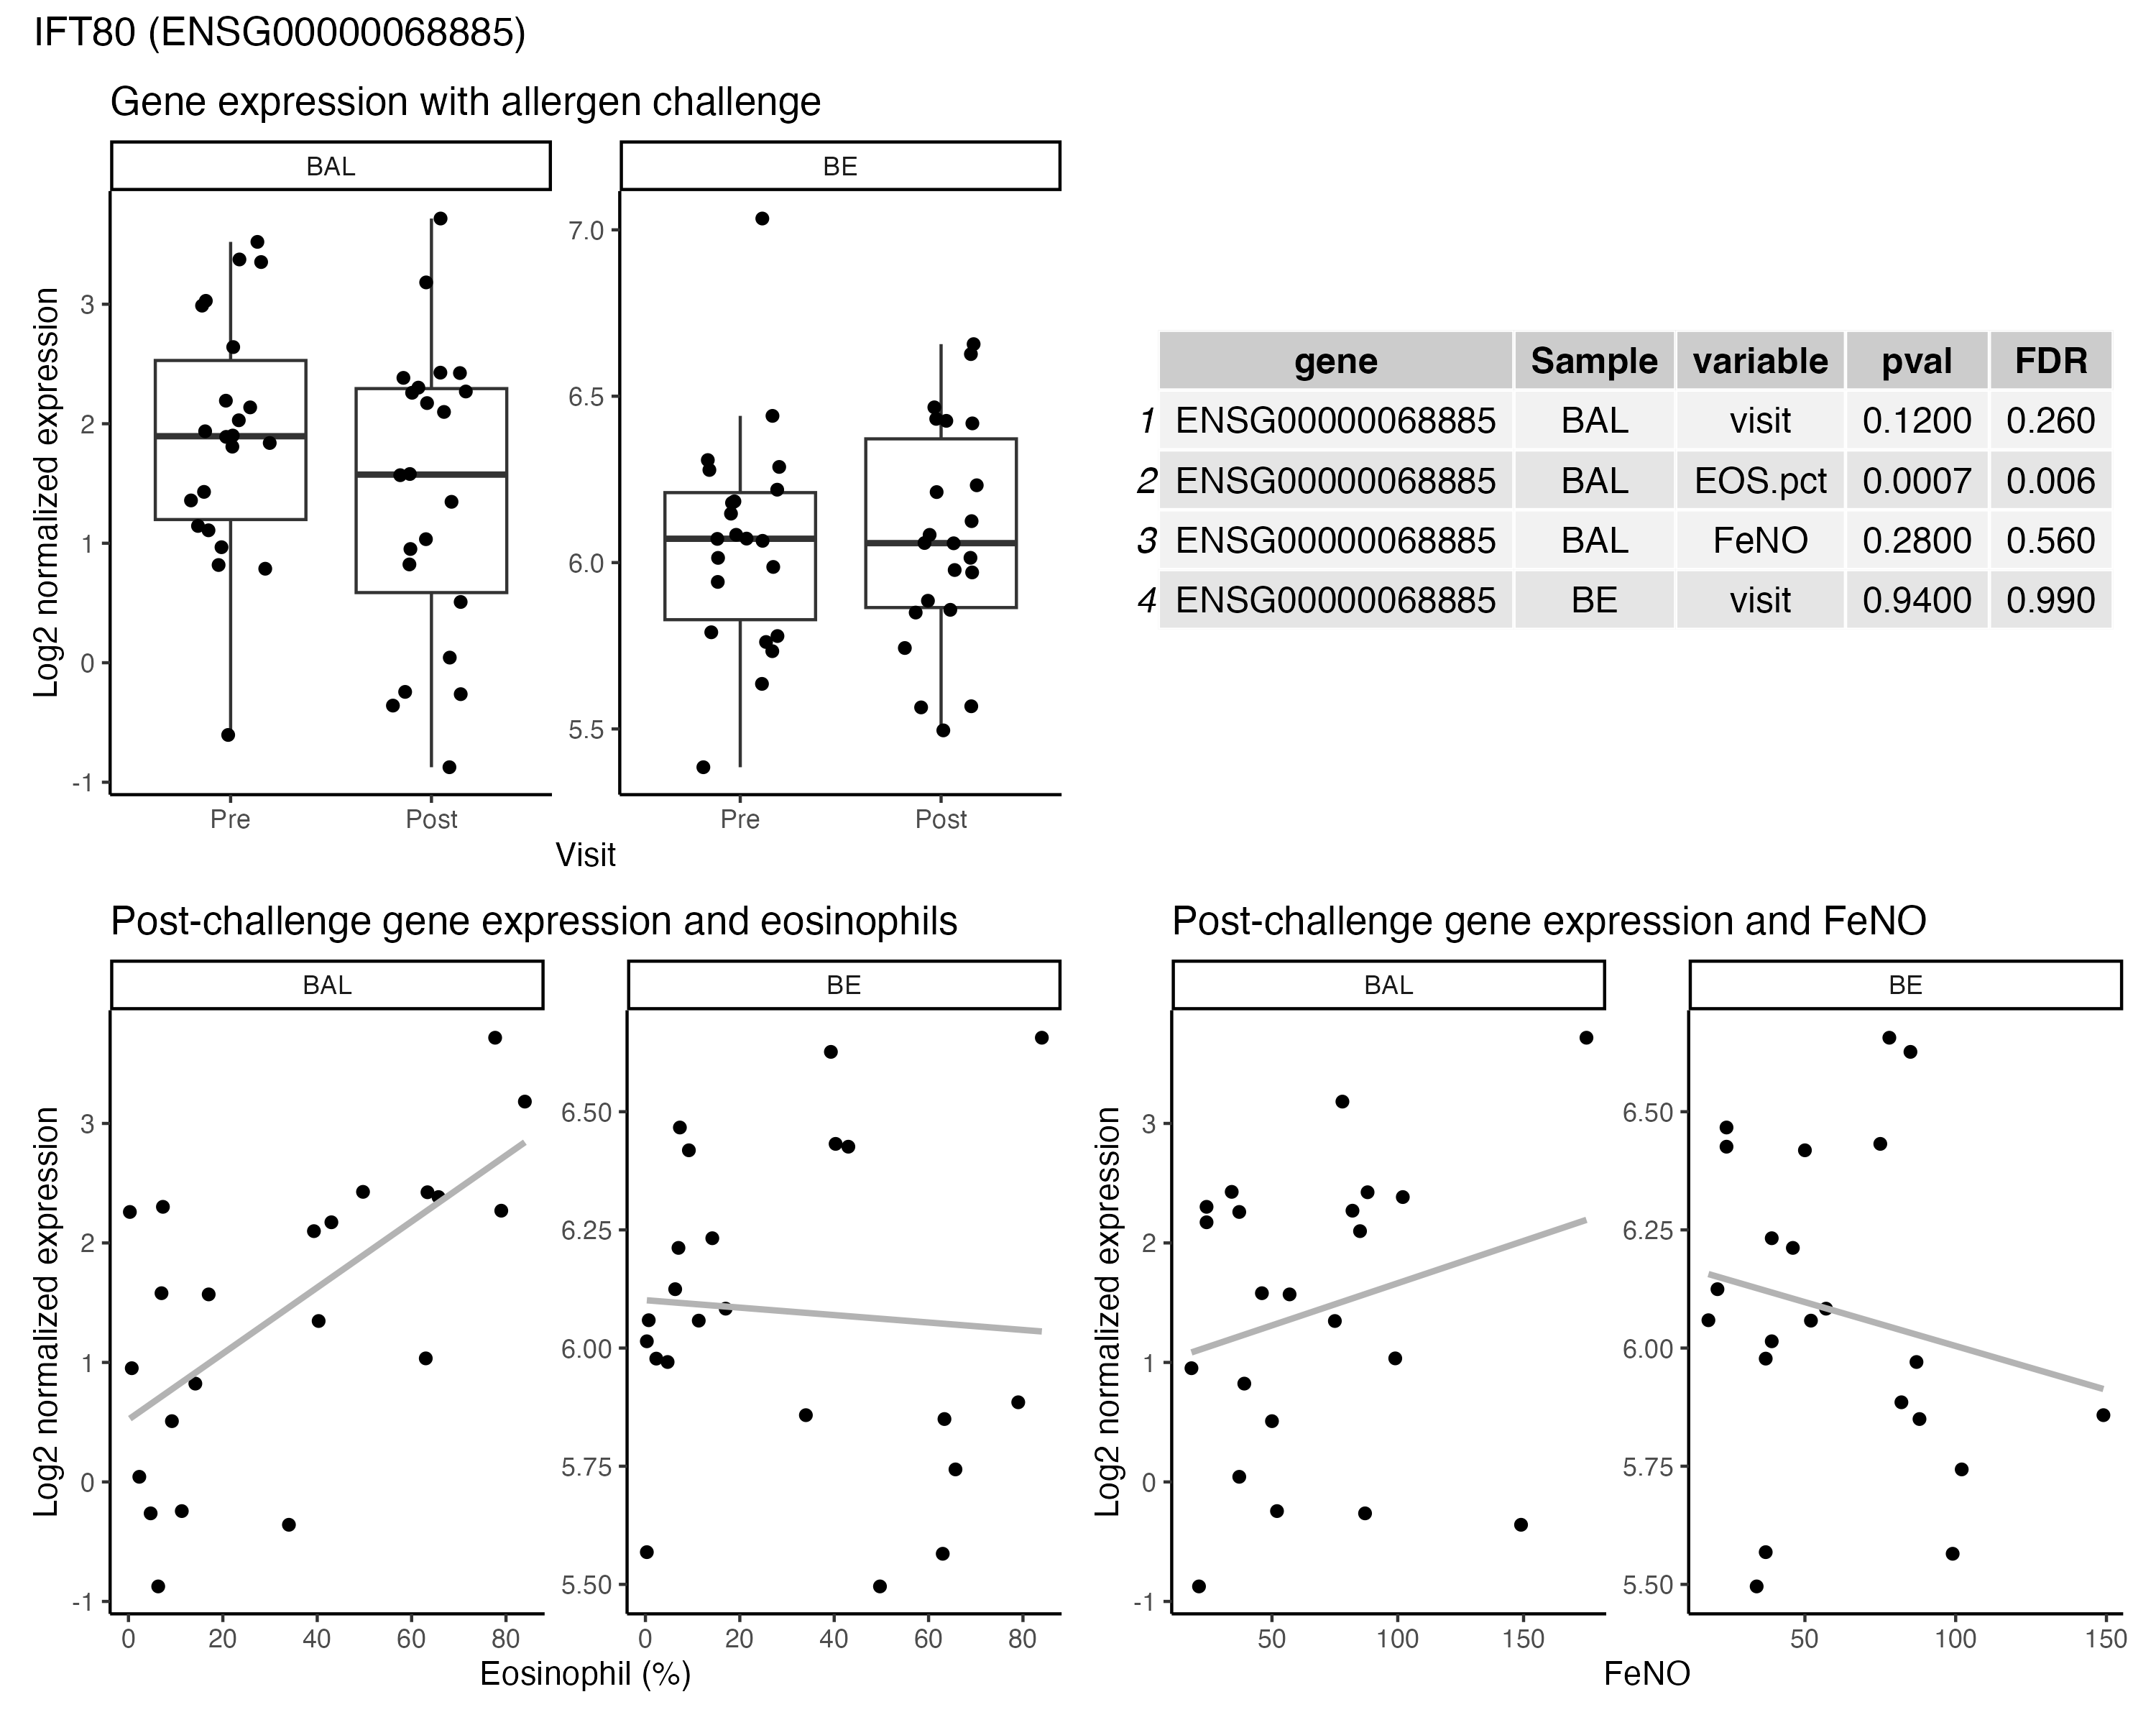 IFT80 (ENSG00000068885)
Gene expression with allergen challenge
BAL
BE
Log2 normalized expression
3
2
1
0
-1
7.0
6.5
6.0
5.5
Pre
Post
Pre
Post
Visit
gene Sample variable pval FDR
1 ENSG00000068885 BAL visit 0.1200 0.260
2 ENSG00000068885 BAL EOS.pct 0.0007 0.006
3 ENSG00000068885 BAL FeNO 0.2800 0.560
4 ENSG00000068885 BE visit 0.9400 0.990
Post-challenge gene expression and eosinophils
BAL
BE
Log2 normalized expression
3
2
1
0
-1
6.50
6.25
6.00
5.75
5.50
0 20 40 60 80
0 20 40 60 80
Eosinophil (%)
Post-challenge gene expression and FeNO
BAL
BE
Log2 normalized expression
3
2
1
0
-1
6.50
6.25
6.00
5.75
5.50
50 100 150
50 100 150
FeNO